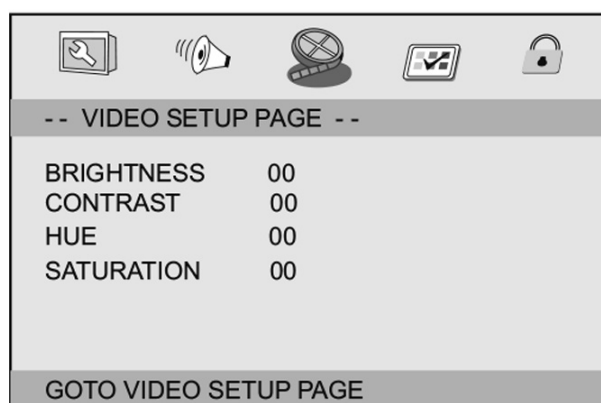 -- VIDEO SETUP PAGE --
BRIGHTNESS 00
CONTRAST 00
HUE 00
SATURATION 00
GOTO VIDEO SETUP PAGE